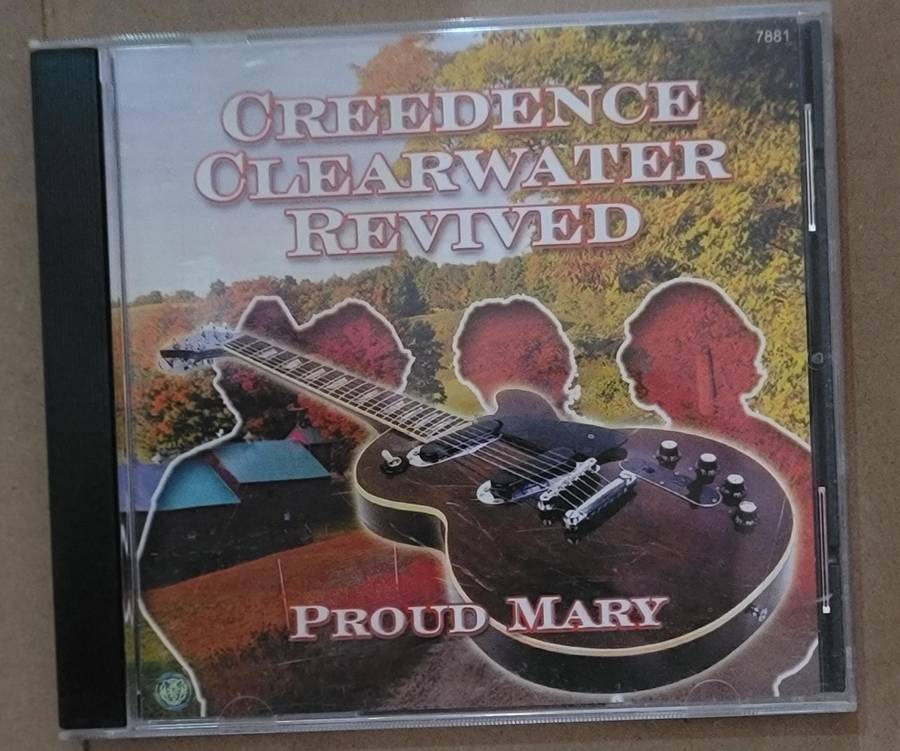 7881
CREEDENCE
CLEARWATER
REVIVED
PROUD MARY